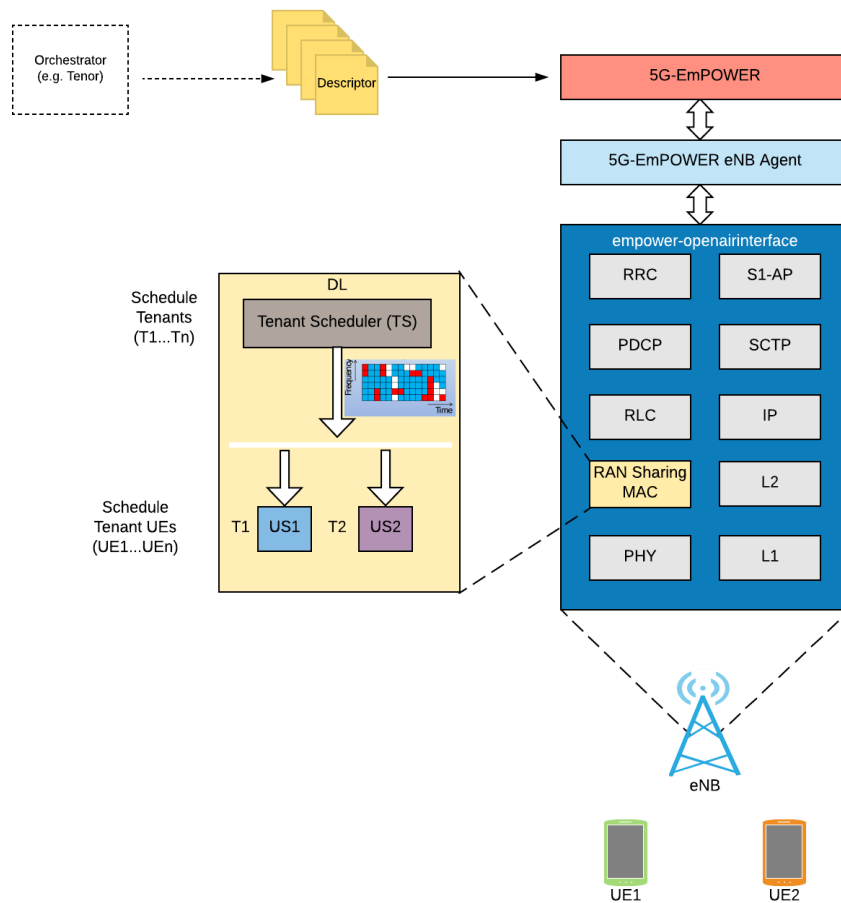 Orchestrator
(e.g. Tenor)
Descriptor
5G-EmPOWER
5G-EmPOWER eNB Agent
empower-openairinterface
RRC
S1-AP
PDCP
SCTP
RLC
IP
RAN Sharing
MAC
L2
PHY
L1
Schedule
Tenants
(T1...Tn)
DL
Tenant Scheduler (TS)
Frequency
Time
Schedule
Tenant UEs
(UE1...UEn)
T1
US1
T2
US2
eNB
UE1
UE2